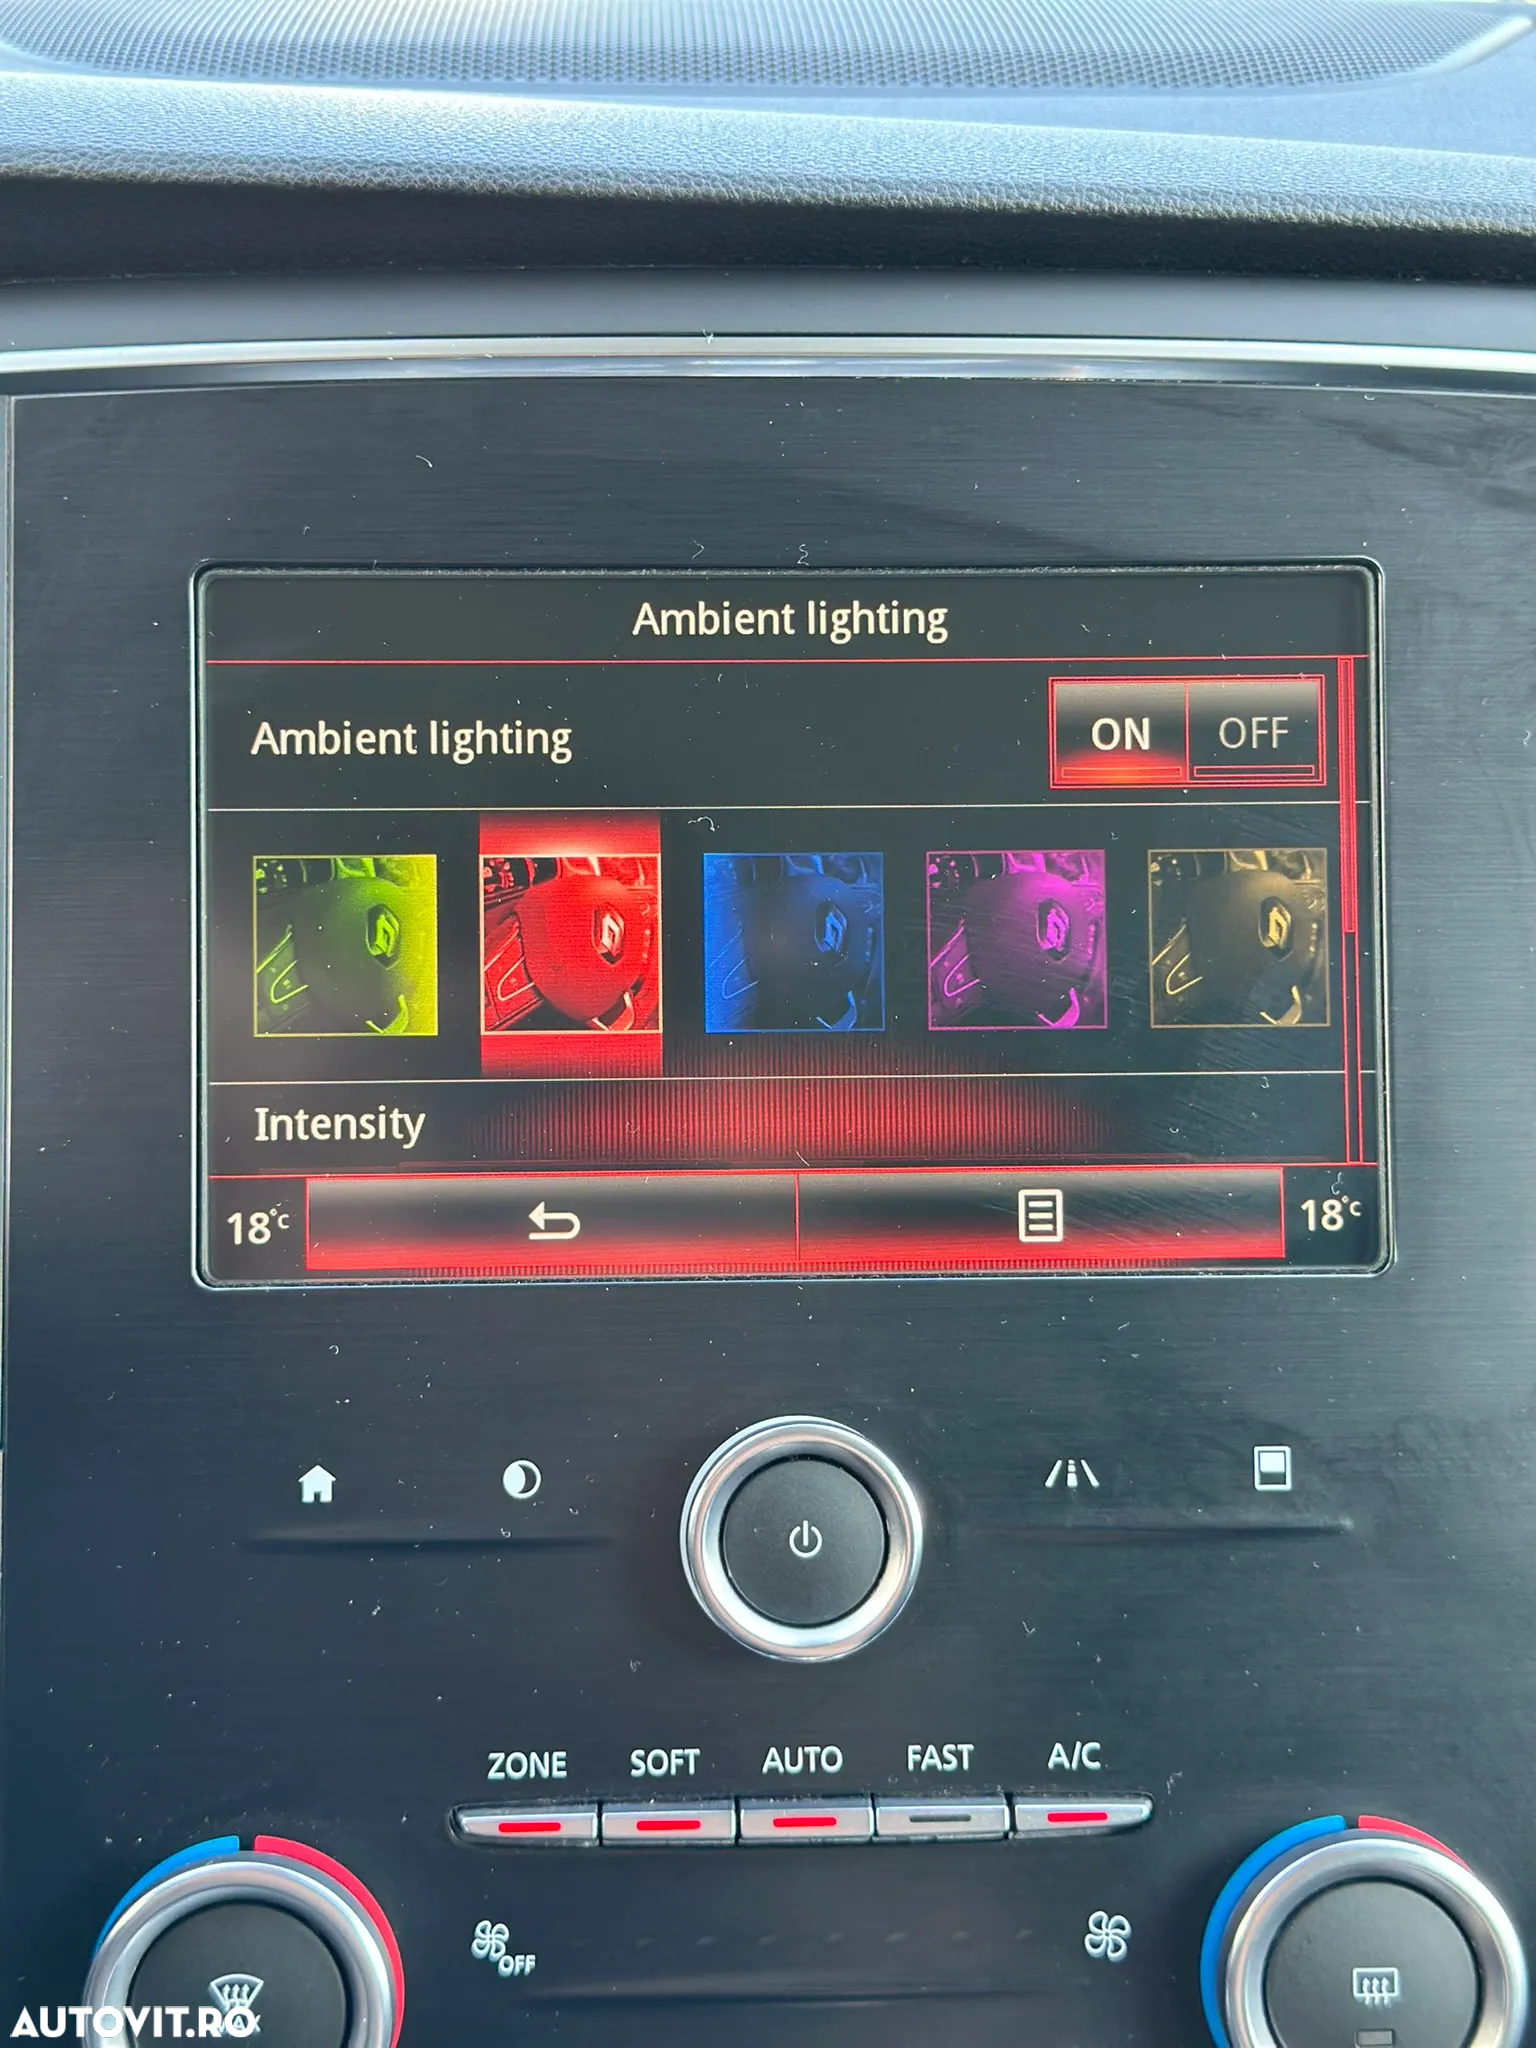 Ambient lighting
Ambient lighting ON OFF
Intensity
18°C 18°C
ZONE SOFT AUTO FAST A/C
OFF
AUTOVIT.RO